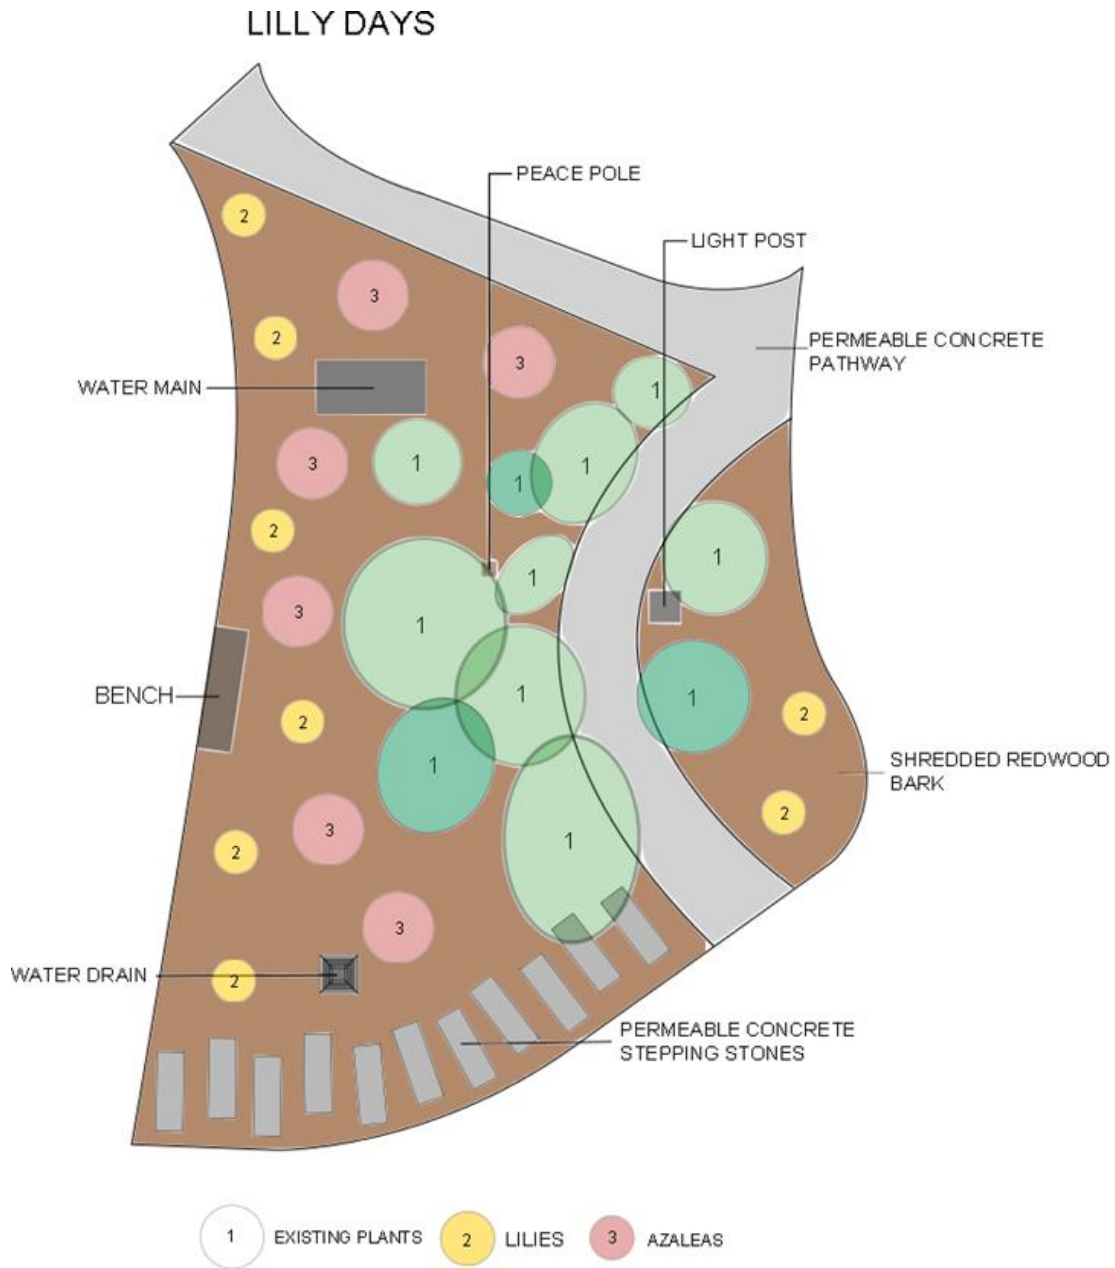 LILLY DAYS
PEACE POLE
LIGHT POST
2
3
2
3
PERMEABLE CONCRETE
PATHWAY
WATER MAIN
1
3
1
1
1
2
1
1
3
1
BENCH
1
1
2
2
1
SHREDDED REDWOOD
BARK
2
3
1
2
3
WATER DRAIN
2
PERMEABLE CONCRETE
STEPPING STONES
1 EXISTING PLANTS 2 LILIES 3 AZALEAS